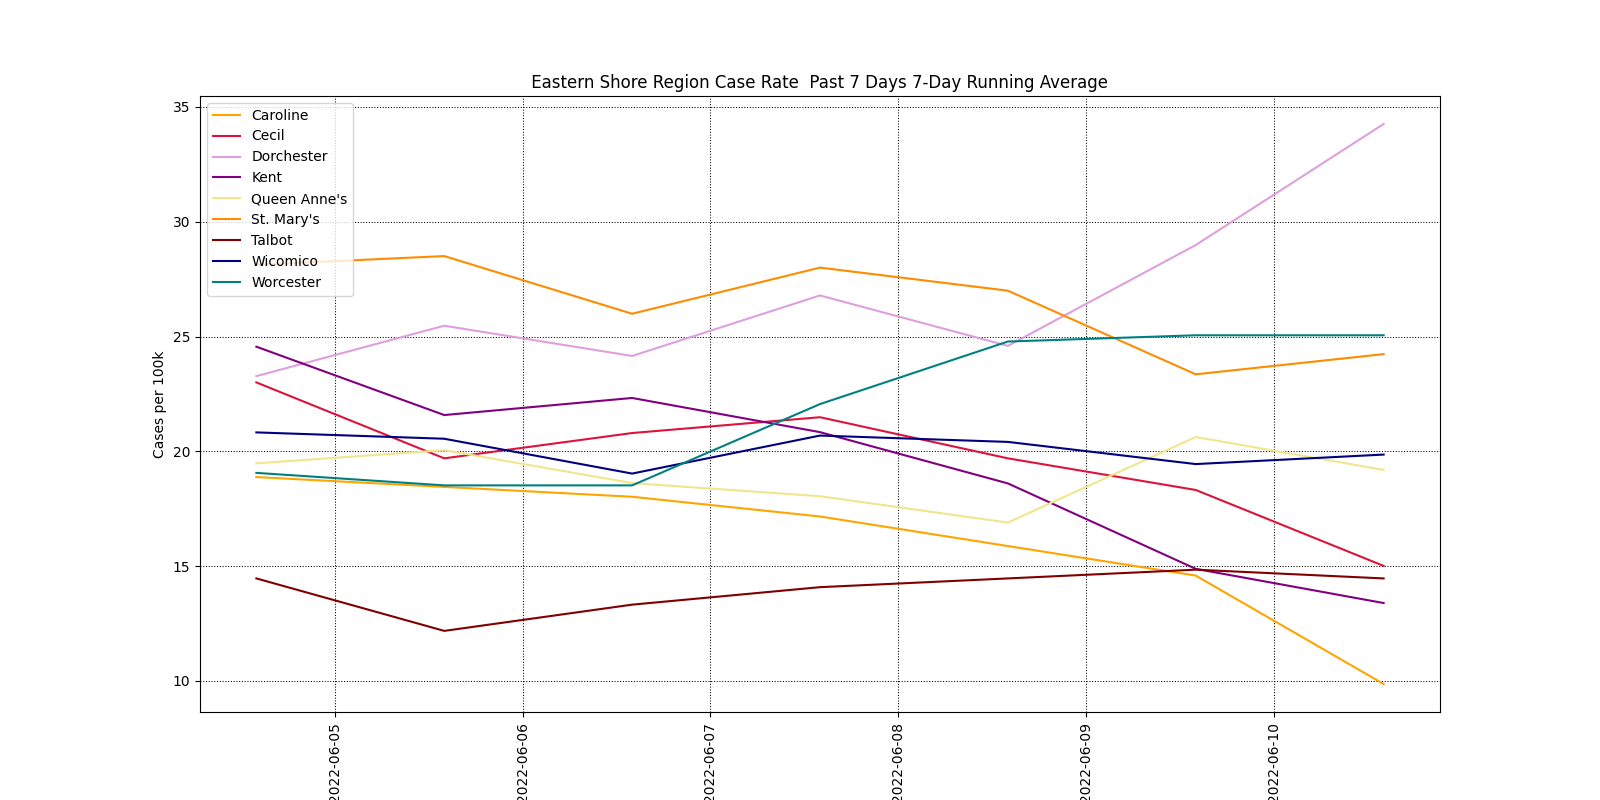 Eastern Shore Region Case Rate  Past 7 Days 7-Day Running Average
35
30
25
20
15
10
Cases per 100k
Caroline
Cecil
Dorchester
Kent
Queen Anne's
St. Mary's
Talbot
Wicomico
Worcester
2022-06-05
2022-06-06
2022-06-07
2022-06-08
2022-06-09
2022-06-10